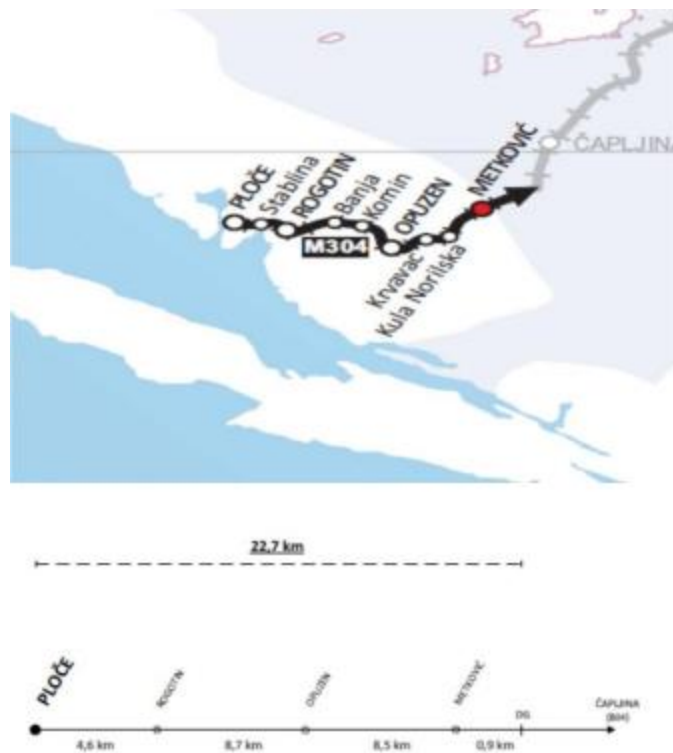 PLOČE
Stablina
ROGOTIN
Banja
Komin
OPUZEN
Krvavac
Kula Norilska
METKOVIĆ
ČAPLJINA
M304
22,7 km
PLOČE
ROGOTIN
OPUZEN
METKOVIĆ
DG
ČAPLJINA
(BIH)
4,6 km
8,7 km
8,5 km
0,9 km